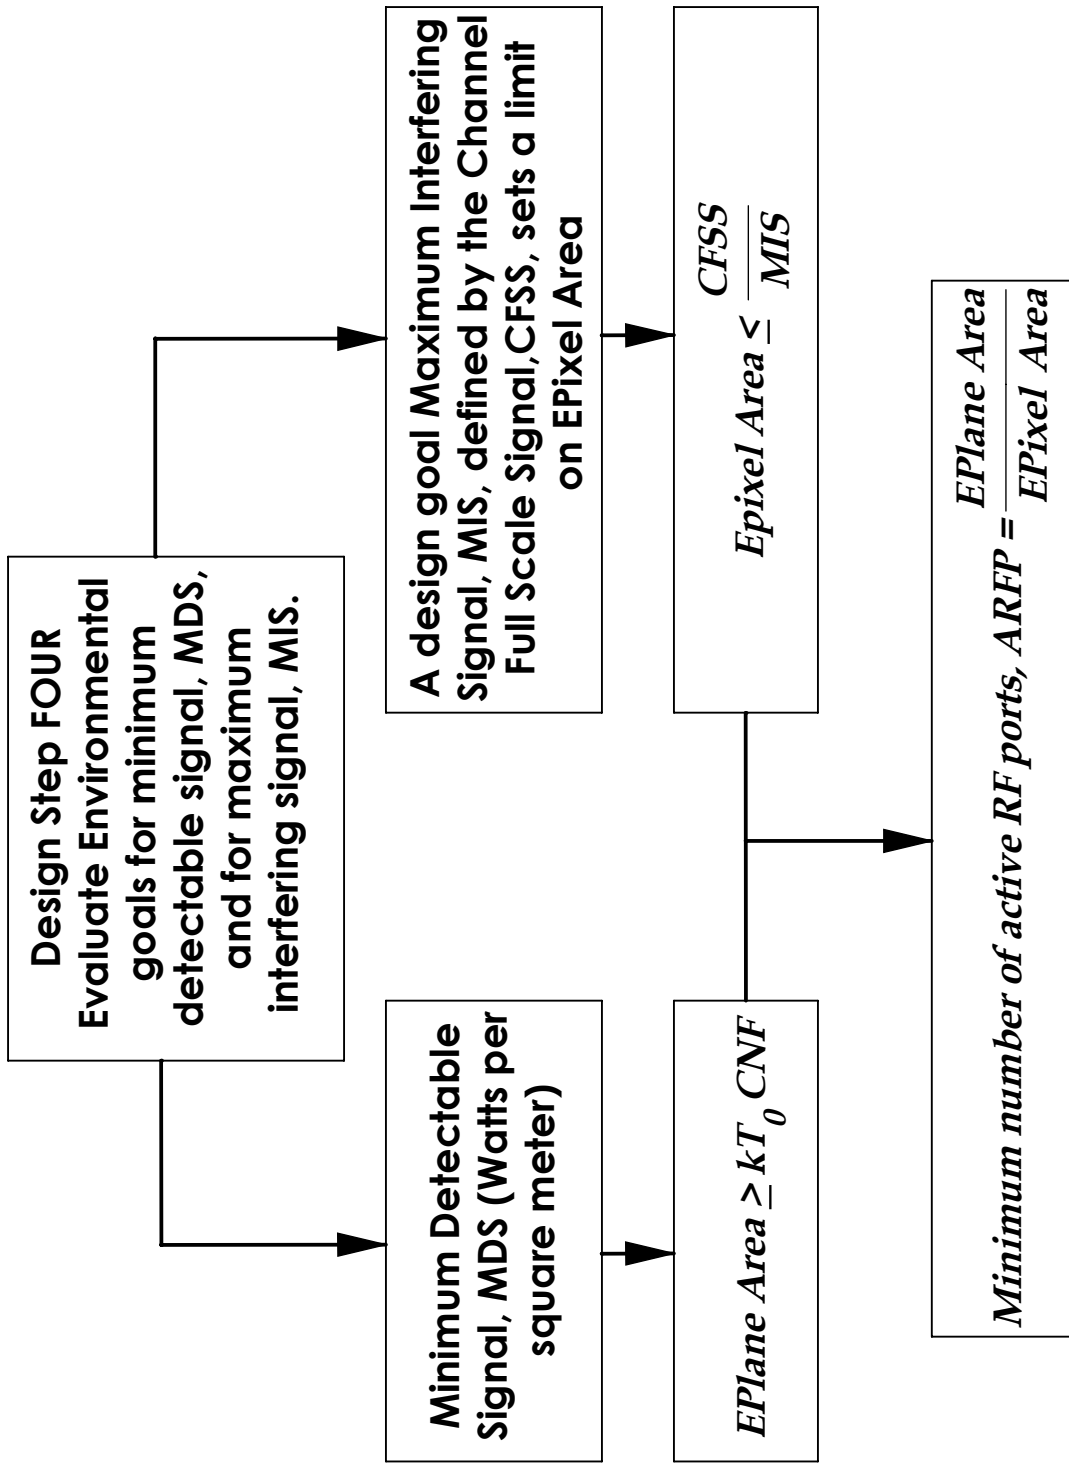 Design Step FOUR
Evaluate Environmental
goals for minimum
detectable signal, MDS,
and for maximum
interfering signal, MIS.
Minimum Detectable
Signal, MDS (Watts per
square meter)
A design goal Maximum Interfering
Signal, MIS, defined by the Channel
Full Scale Signal,CFSS, sets a limit
on EPixel Area
EPlane Area ≥ kT₀ CNF
Epixel Area ≤ CFSS
MIS
Minimum number of active RF ports, ARFP = EPlane Area
EPixel Area